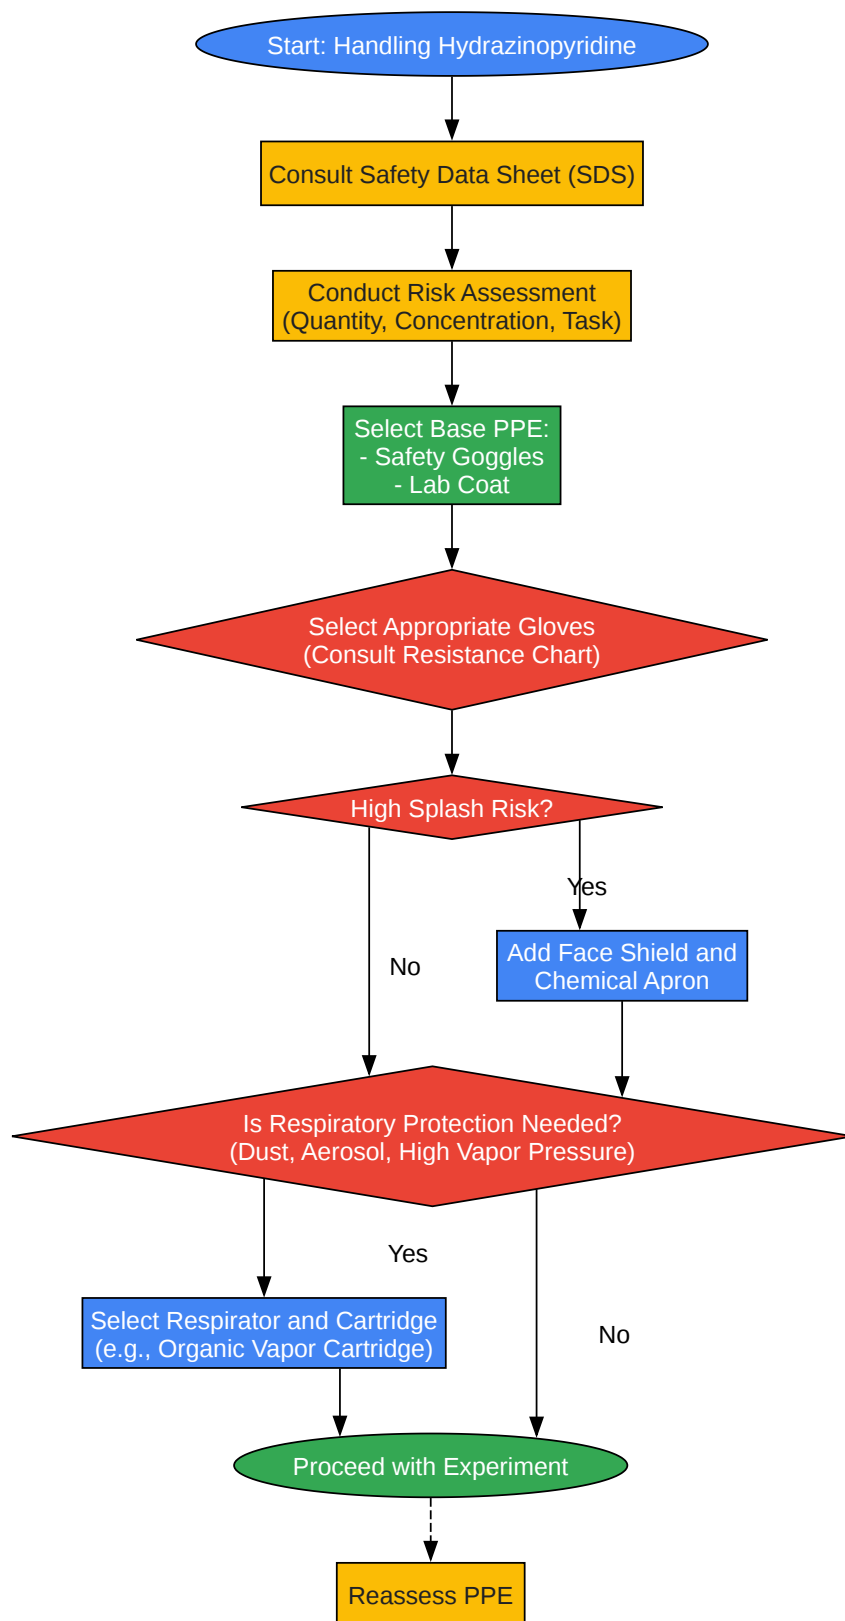 Start: Handling Hydrazinopyridine
Consult Safety Data Sheet (SDS)
Conduct Risk Assessment
(Quantity, Concentration, Task)
Select Base PPE:
- Safety Goggles
- Lab Coat
Select Appropriate Gloves
(Consult Resistance Chart)
High Splash Risk?
Yes
Add Face Shield and
Chemical Apron
No
Is Respiratory Protection Needed?
(Dust, Aerosol, High Vapor Pressure)
Yes
Select Respirator and Cartridge
(e.g., Organic Vapor Cartridge)
No
Proceed with Experiment
Reassess PPE